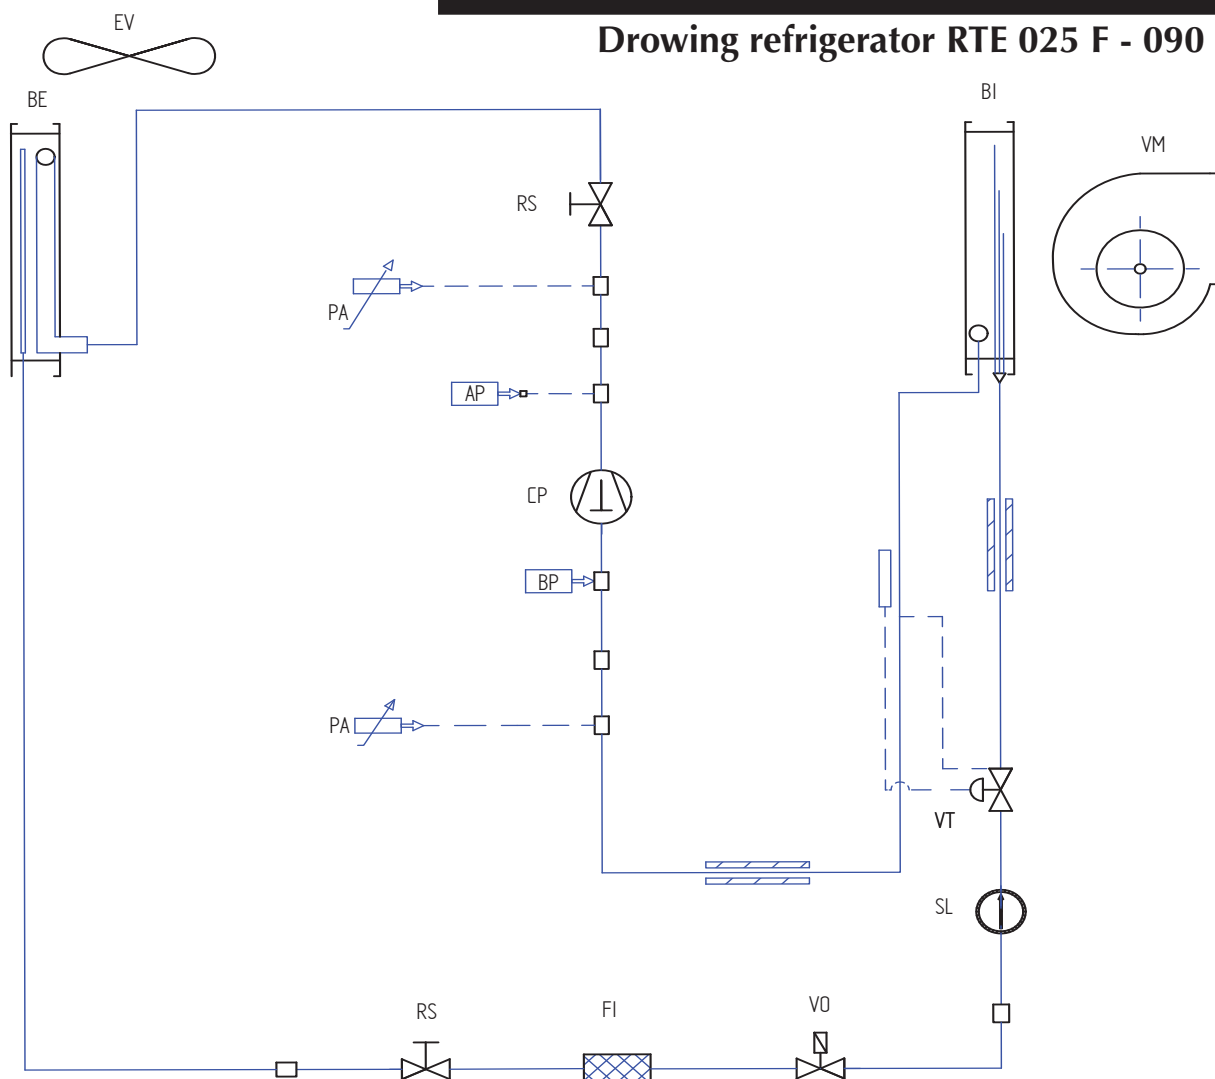 EV
Drowing refrigerator RTE 025 F - 090
BE
BI
VM
RS
PA
AP
CP
BP
PA
VT
SL
RS
FI
VO